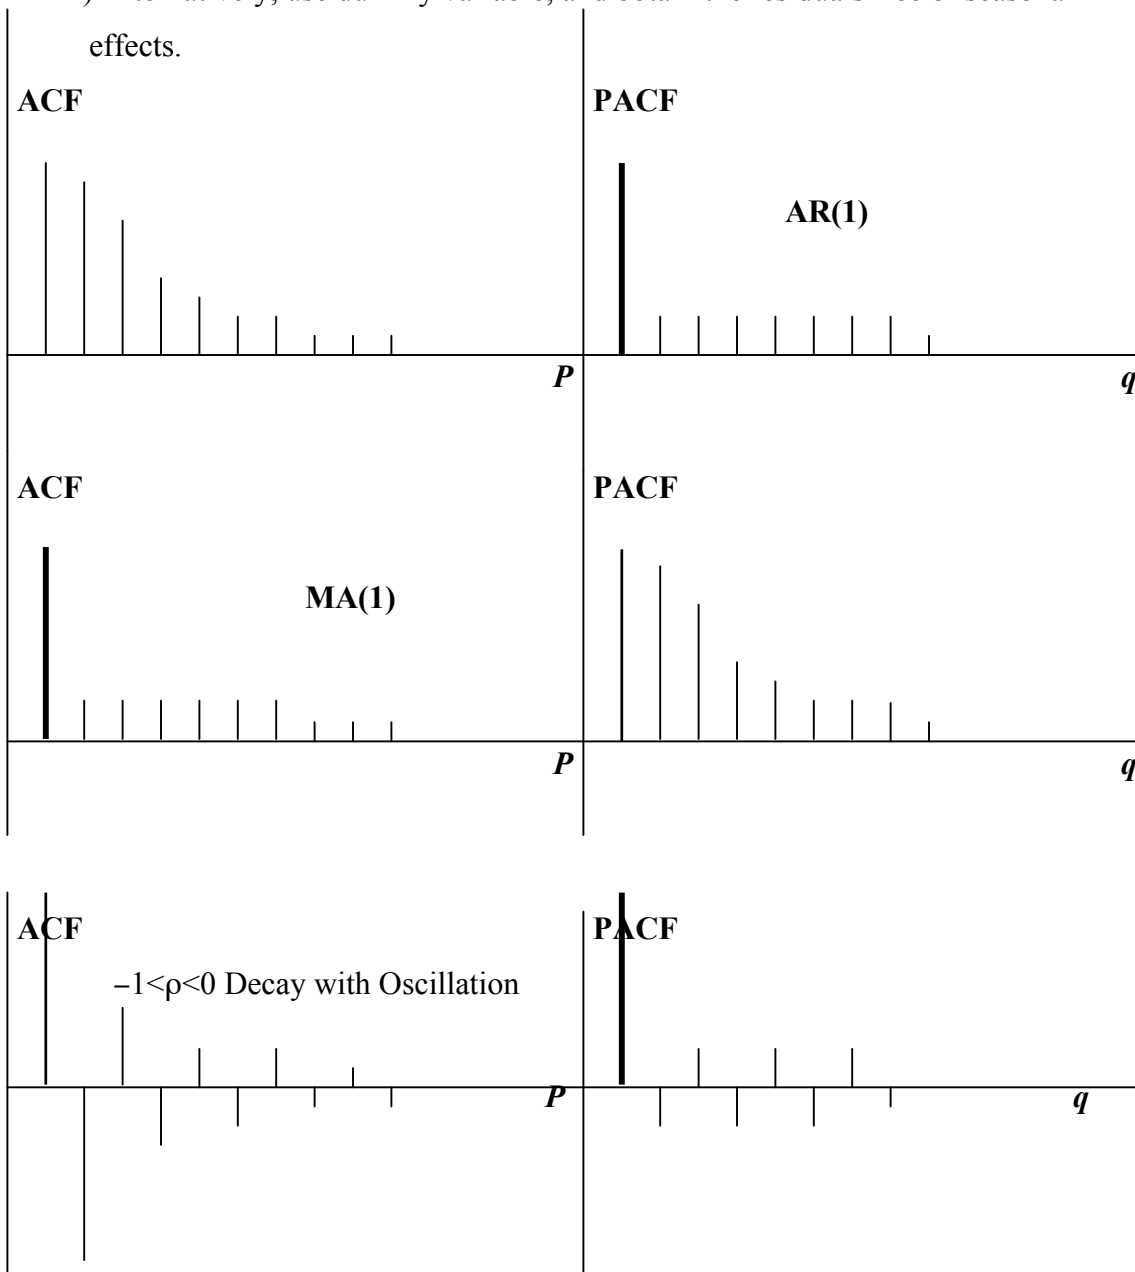 effects.
ACF
PACF
AR(1)
P
q
ACF
PACF
MA(1)
P
q
ACF
PACF
−1<ρ<0 Decay with Oscillation
P
q